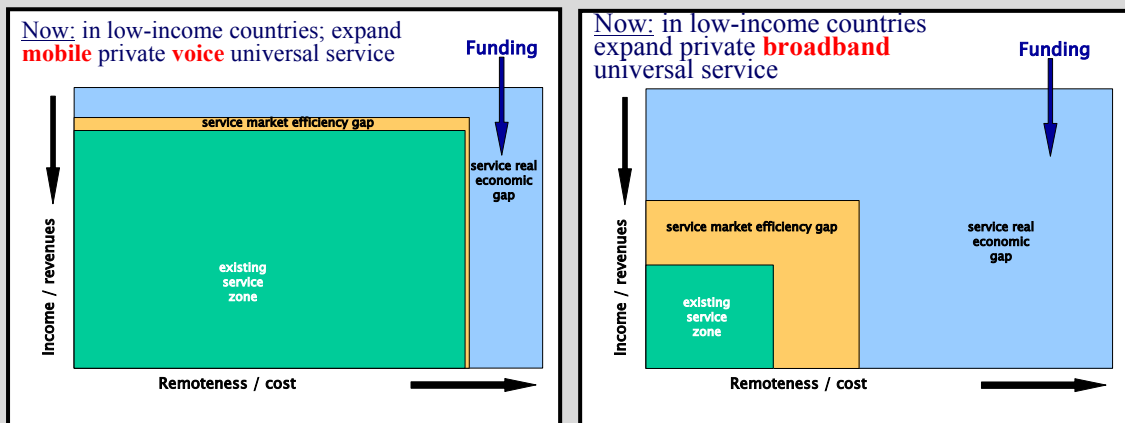 Now: in low-income countries; expand
mobile private voice universal service
Funding
service market efficiency gap
service real
economic
gap
existing
service
zone
Income / revenues
Remoteness / cost
Now: in low-income countries
expand private broadband
universal service
Funding
service market efficiency gap
service real
economic
gap
existing
service
zone
Income / revenues
Remoteness / cost